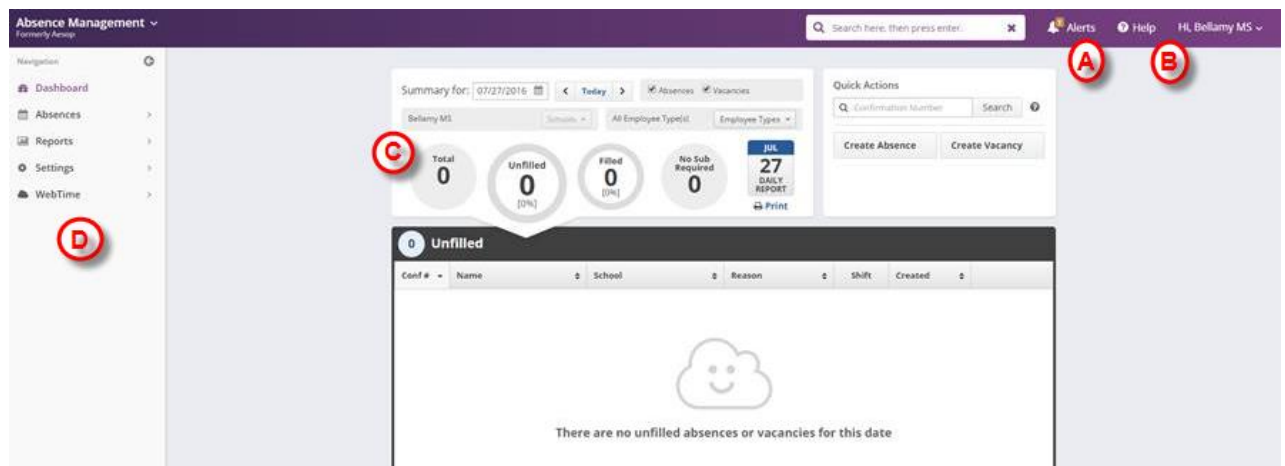 Absence Management
Formerly Aesop
Search here, then press enter.
Alerts
Help
Hi, Bellamy MS
A
B
Navigation
Dashboard
Absences
Reports
Settings
WebTime
D
Summary for: 07/27/2016 Today Absences Vacancies
Bellamy MS Schools All Employee Type(s) Employee Types
C
Total
0
Unfilled
0
[0%]
Filled
0
[0%]
No Sub
Required
0
JUL
27
DAILY
REPORT
Print
Quick Actions
Confirmation Number Search
Create Absence Create Vacancy
0 Unfilled
Conf # Name School Reason Shift Created
There are no unfilled absences or vacancies for this date